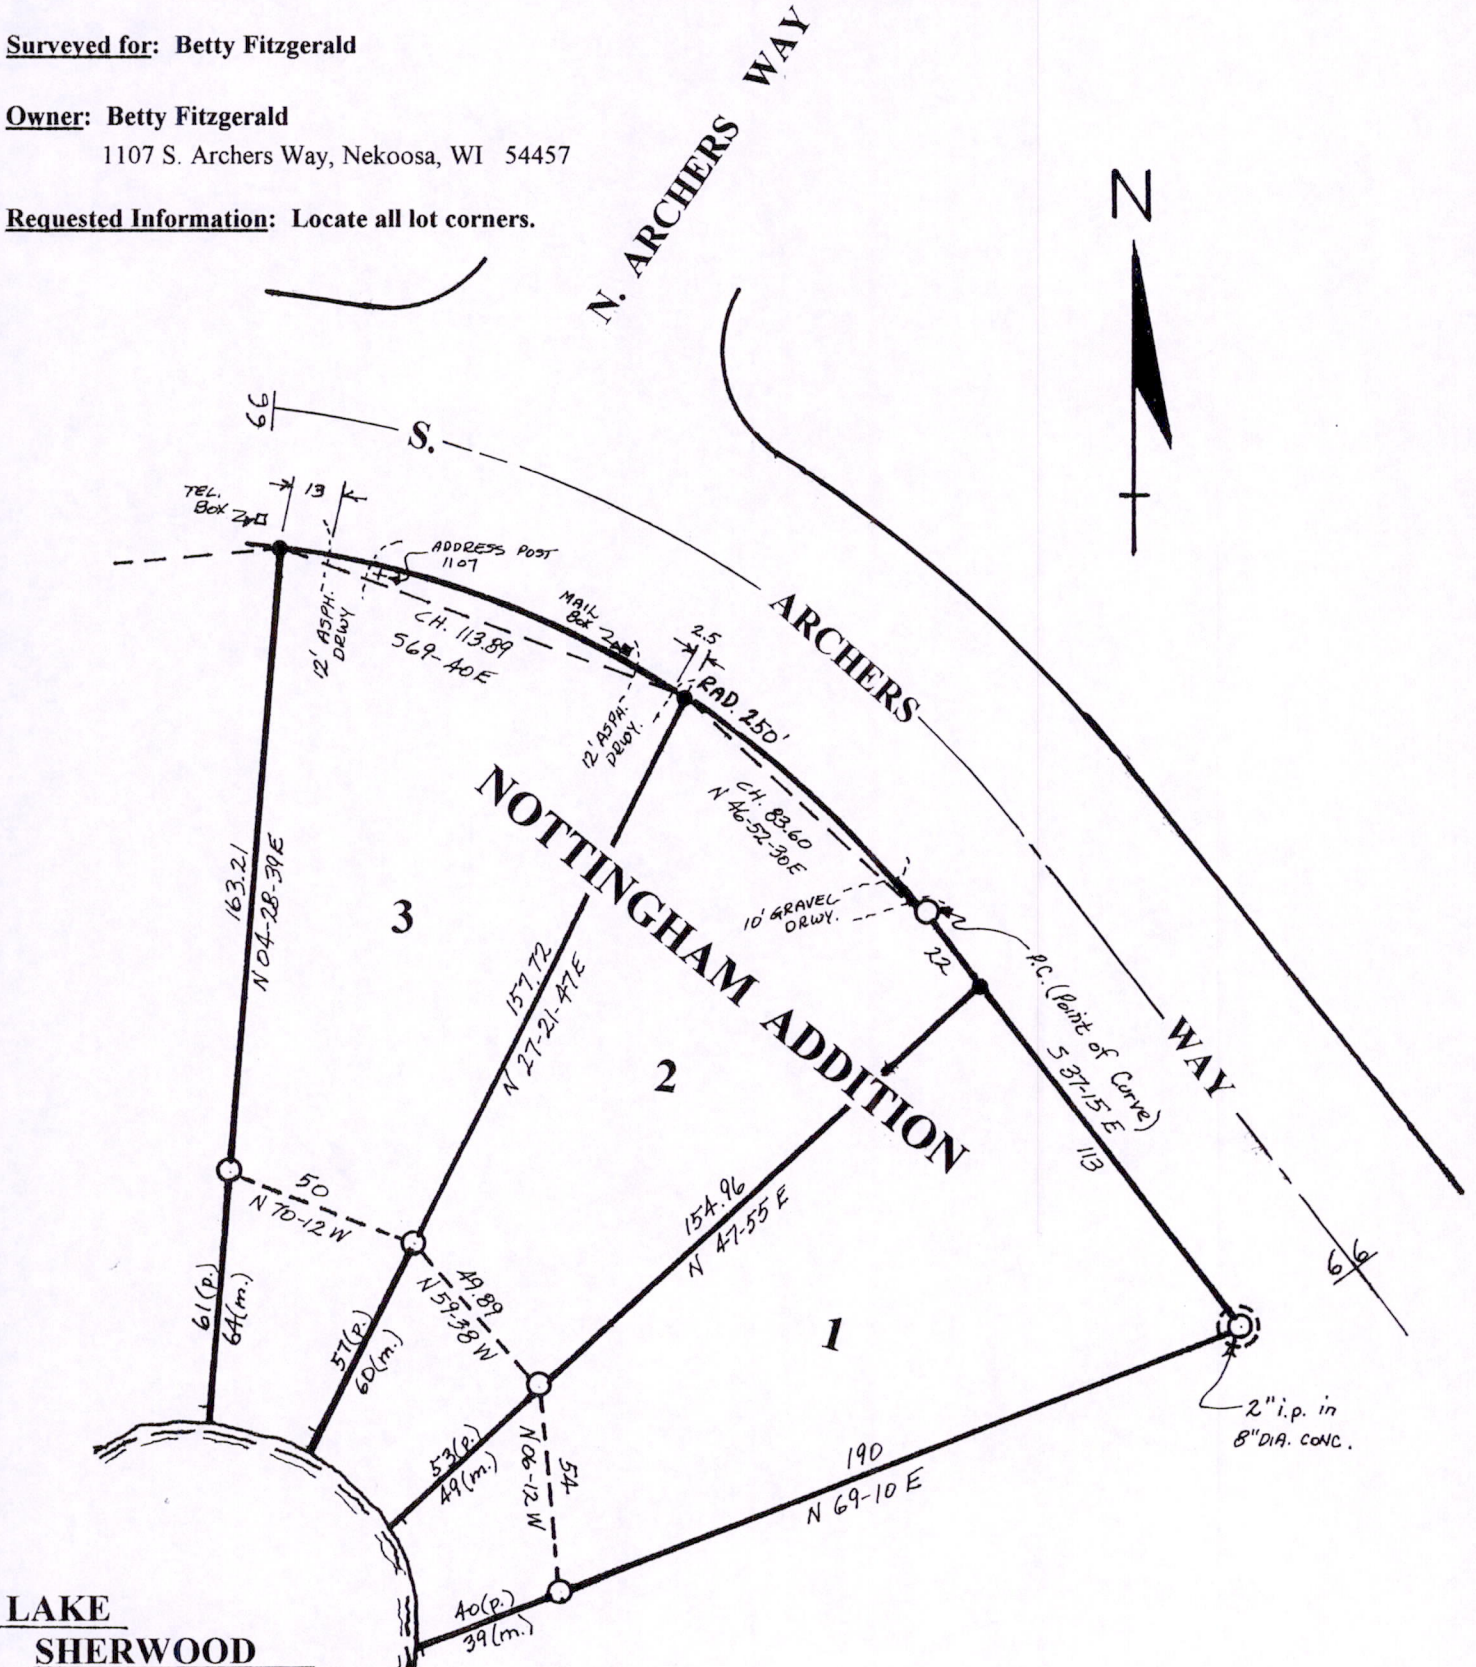 Surveyed for: Betty Fitzgerald
Owner: Betty Fitzgerald
1107 S. Archers Way, Nekoosa, WI 54457
Requested Information: Locate all lot corners.
N. ARCHERS WAY
N
66
S. ARCHERS WAY
TEL.
BOX
13
ADDRESS POST
1107
12' ASPH.
DRWY
CH. 113.89
S69-40E
MAIL
BOX
2.5
RAD. 250'
12' ASPH.
DRWY.
CH. 83.60
N 46-52-30E
NOTTINGHAM ADDITION
163.21
N 04-28-39E
3
10' GRAVEL
DRWY.
22
P.C. (Point of Curve)
S 37-15 E
113
157.72
N 27-21-47E
2
154.96
N 47-55 E
50
N 70-12 W
49.89
N 59-38 W
61(p.)
64(m.)
57(p.)
60(m.)
1
66
2" i.p. in
8" DIA. CONC.
53(p.)
49(m.)
54
N 06-12 W
190
N 69-10 E
40(p.)
39(m.)
LAKE
SHERWOOD